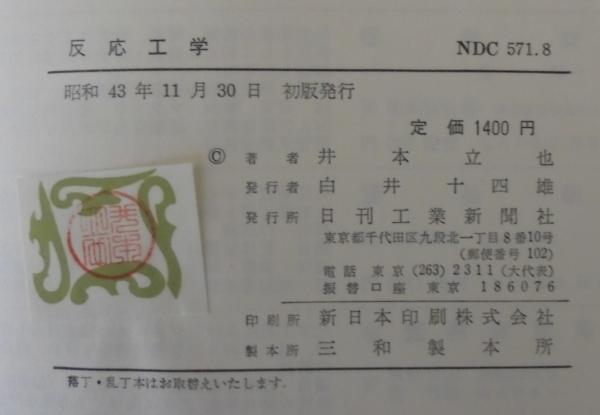 反応工学 NDC 571.8
昭和 43 年 11 月 30 日 初版発行
定価 1400 円
© 著者 井本立也
発行者 白井十四雄
発行所 日刊工業新聞社
東京都千代田区九段北一丁目8番10号
(郵便番号 102)
電話 東京 (263) 2311 (大代表)
振替口座 東京 186076
印刷所 新日本印刷株式会社
製本所 三和製本所
落丁・乱丁本はお取替えいたします.